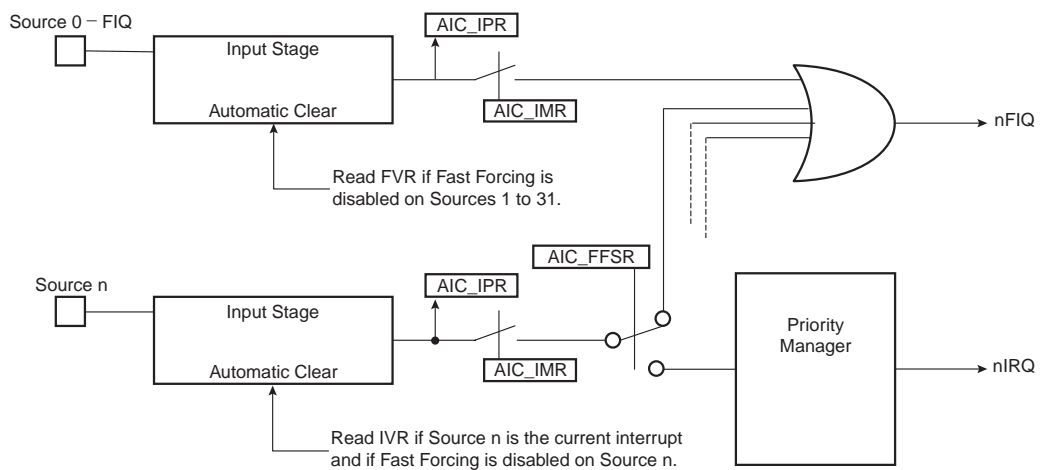 Source 0 – FIQ
AIC_IPR
Input Stage
Automatic Clear
AIC_IMR
nFIQ
Read FVR if Fast Forcing is
disabled on Sources 1 to 31.
AIC_FFSR
Source n
AIC_IPR
Input Stage
Priority
Manager
Automatic Clear
AIC_IMR
nIRQ
Read IVR if Source n is the current interrupt
and if Fast Forcing is disabled on Source n.